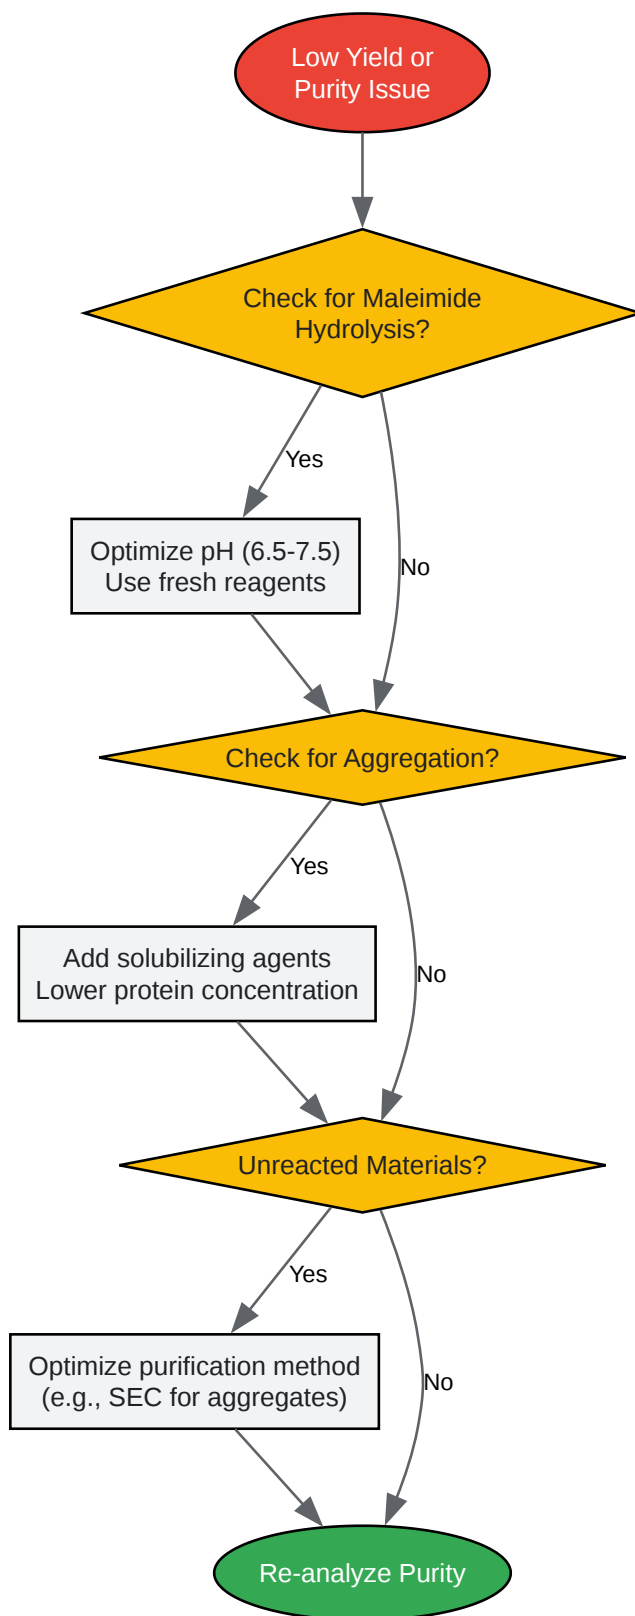 Low Yield or
Purity Issue
Check for Maleimide
Hydrolysis?
Yes
Optimize pH (6.5-7.5)
Use fresh reagents
No
Check for Aggregation?
Yes
Add solubilizing agents
Lower protein concentration
No
Unreacted Materials?
Yes
Optimize purification method
(e.g., SEC for aggregates)
No
Re-analyze Purity